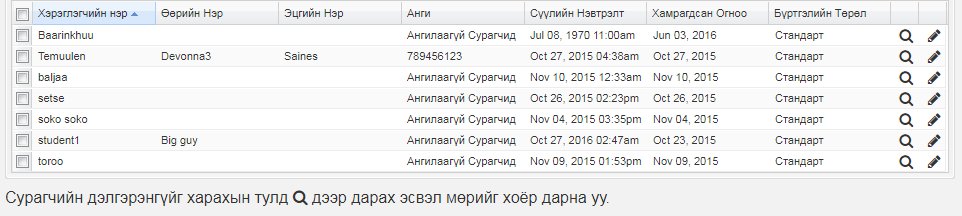 Хэрэглэгчийн нэр Өөрийн Нэр Эцгийн Нэр Анги Сүүлийн Нэвтрэлт Хамрагдсан Огноо Бүртгэлийн Төрөл
Baarinkhuu Ангилаагүй Сурагчид Jul 08, 1970 11:00am Jun 03, 2016 Стандарт
Temuulen Devonna3 Saines 789456123 Oct 27, 2015 04:38am Oct 27, 2015 Стандарт
baljaa Ангилаагүй Сурагчид Nov 10, 2015 12:33am Nov 10, 2015 Стандарт
setse Ангилаагүй Сурагчид Oct 26, 2015 02:23pm Oct 26, 2015 Стандарт
soko soko Ангилаагүй Сурагчид Nov 04, 2015 03:35pm Nov 04, 2015 Стандарт
student1 Big guy Ангилаагүй Сурагчид Oct 27, 2016 02:47am Oct 23, 2015 Стандарт
toroo Ангилаагүй Сурагчид Nov 09, 2015 01:53pm Nov 09, 2015 Стандарт
Сурагчийн дэлгэрэнгүйг харахын тулд дээр дарах эсвэл мөрийг хоёр дарна уу.